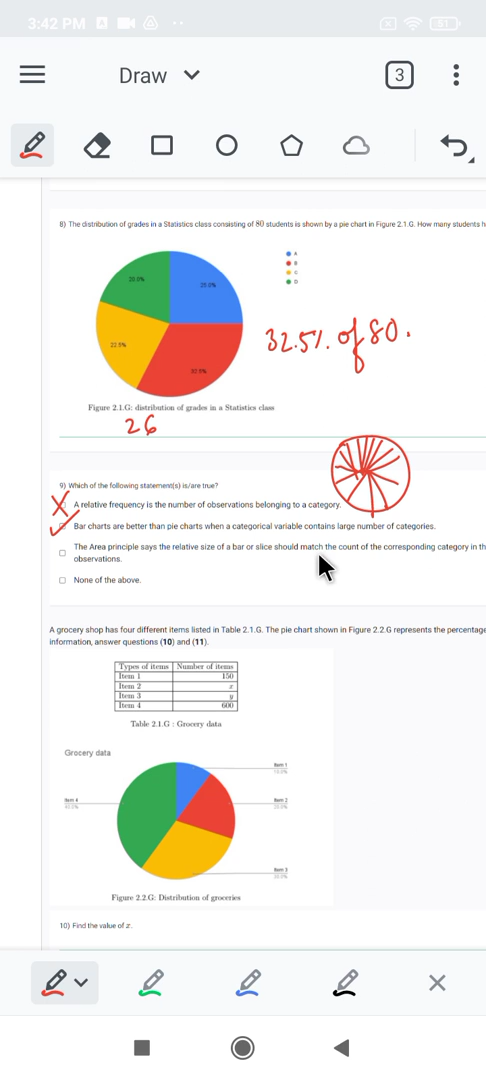 3:42 PM
51
Draw
3
8) The distribution of grades in a Statistics class consisting of 80 students is shown by a pie chart in Figure 2.1.G. How many students h
A
B
C
D
20.0%
25.0%
22.5%
32.5%
32.5% of 80.
Figure 2.1.G: distribution of grades in a Statistics class
26
9) Which of the following statement(s) is/are true?
A relative frequency is the number of observations belonging to a category.
Bar charts are better than pie charts when a categorical variable contains large number of categories.
The Area principle says the relative size of a bar or slice should match the count of the corresponding category in th
observations.
None of the above.
A grocery shop has four different items listed in Table 2.1.G. The pie chart shown in Figure 2.2.G represents the percentage
information, answer questions (10) and (11).
Types of items Number of items
Item 1 150
Item 2 x
Item 3 y
Item 4 600
Table 2.1.G : Grocery data
Grocery data
Item 1
10.0%
Item 4
40.0%
Item 2
20.0%
Item 3
30.0%
Figure 2.2.G: Distribution of groceries
10) Find the value of x.